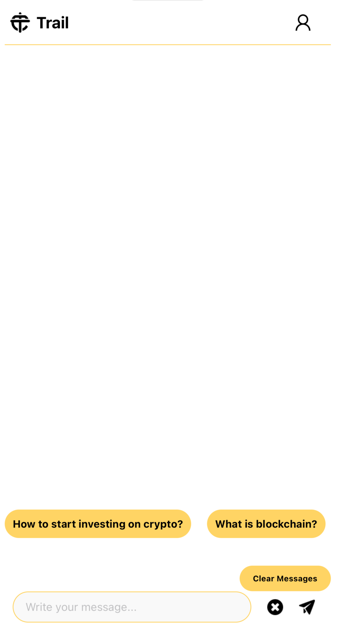 Trail
How to start investing on crypto?
What is blockchain?
Clear Messages
Write your message...